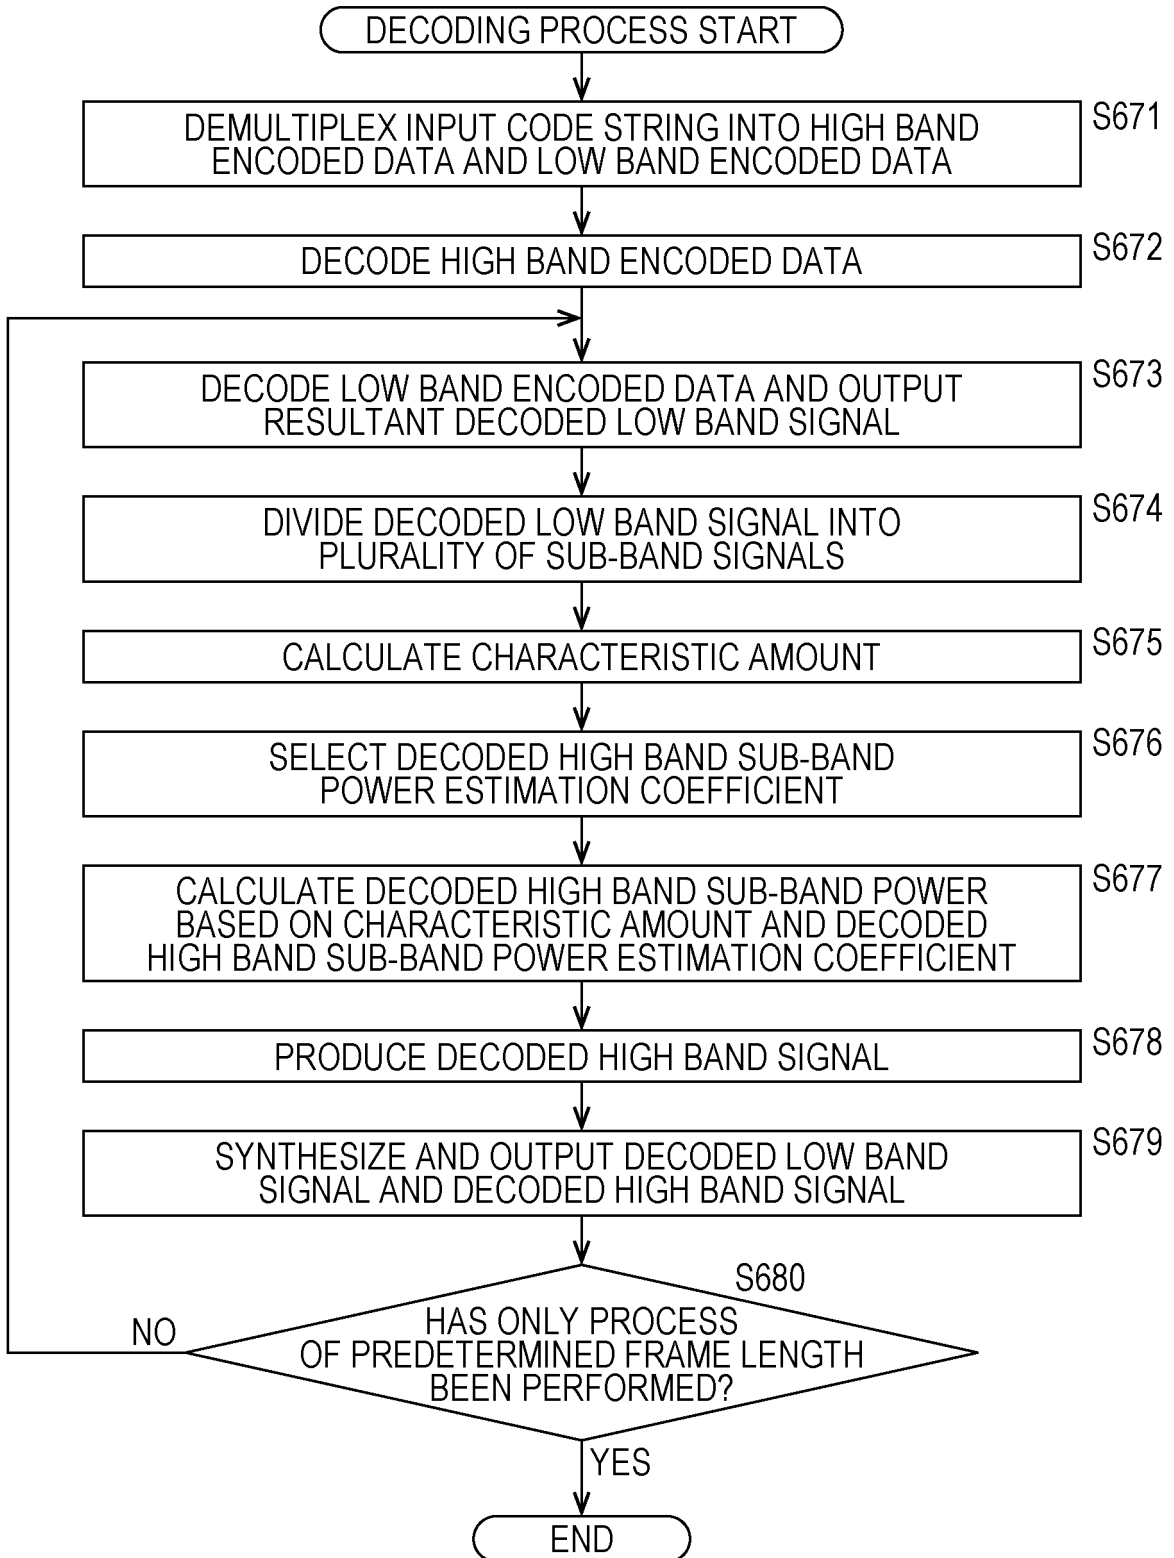 DECODING PROCESS START
S671
DEMULTIPLEX INPUT CODE STRING INTO HIGH BAND
ENCODED DATA AND LOW BAND ENCODED DATA
S672
DECODE HIGH BAND ENCODED DATA
S673
DECODE LOW BAND ENCODED DATA AND OUTPUT
RESULTANT DECODED LOW BAND SIGNAL
S674
DIVIDE DECODED LOW BAND SIGNAL INTO
PLURALITY OF SUB-BAND SIGNALS
S675
CALCULATE CHARACTERISTIC AMOUNT
S676
SELECT DECODED HIGH BAND SUB-BAND
POWER ESTIMATION COEFFICIENT
S677
CALCULATE DECODED HIGH BAND SUB-BAND POWER
BASED ON CHARACTERISTIC AMOUNT AND DECODED
HIGH BAND SUB-BAND POWER ESTIMATION COEFFICIENT
S678
PRODUCE DECODED HIGH BAND SIGNAL
S679
SYNTHESIZE AND OUTPUT DECODED LOW BAND
SIGNAL AND DECODED HIGH BAND SIGNAL
S680
HAS ONLY PROCESS
OF PREDETERMINED FRAME LENGTH
BEEN PERFORMED?
NO
YES
END